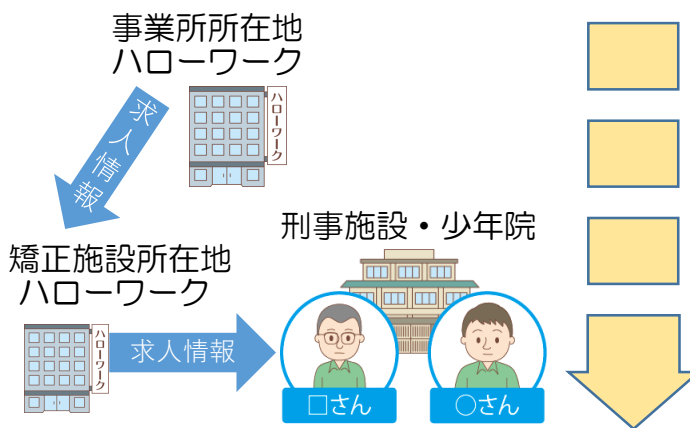 事業所所在地
ハローワーク
ハローワーク
求人情報
刑事施設・少年院
矯正施設所在地
ハローワーク
ハローワーク
求人情報
□さん
○さん